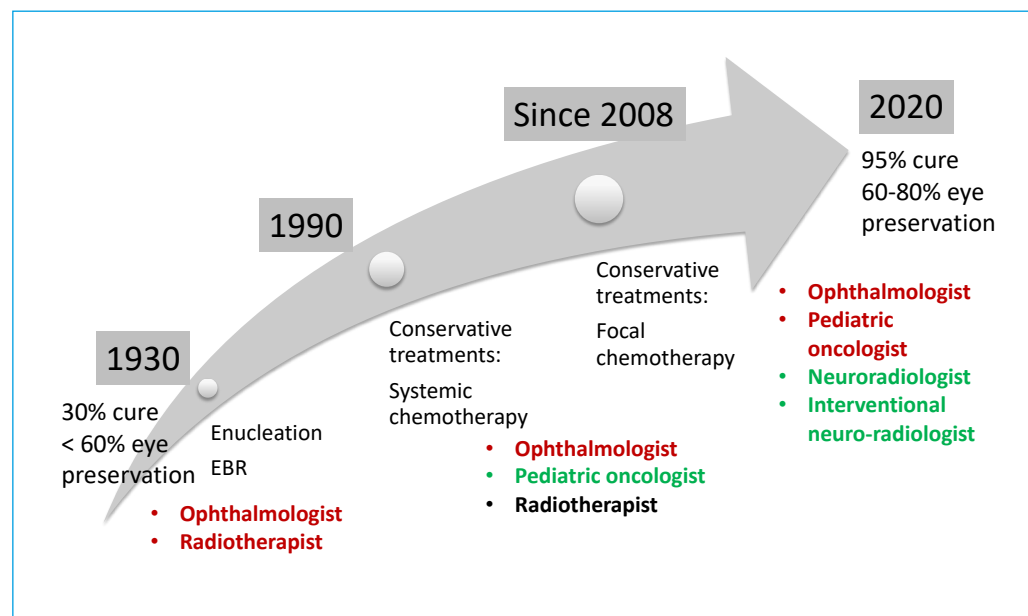 1930
30% cure
< 60% eye
preservation
Enucleation
EBR
• Ophthalmologist
• Radiotherapist
1990
Conservative
treatments:
Systemic
chemotherapy
• Ophthalmologist
• Pediatric oncologist
• Radiotherapist
Since 2008
Conservative
treatments:
Focal
chemotherapy
2020
95% cure
60-80% eye
preservation
• Ophthalmologist
• Pediatric
oncologist
• Neuroradiologist
• Interventional
neuro-radiologist